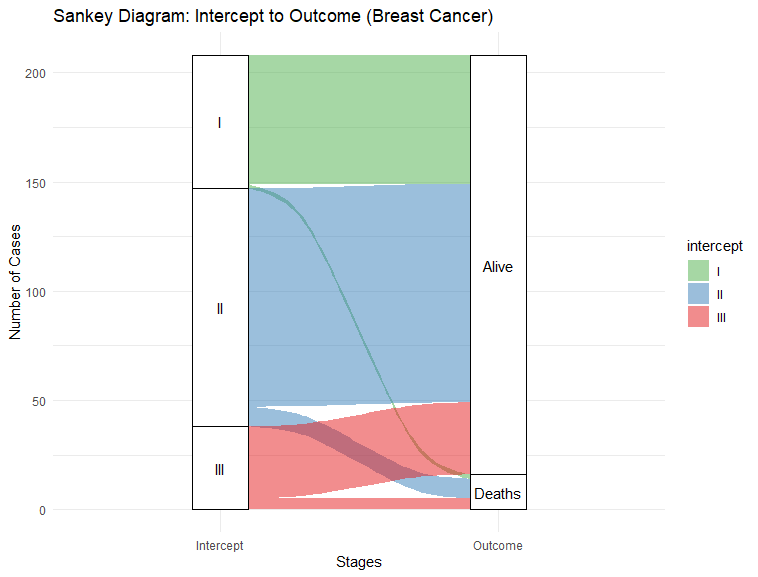 Sankey Diagram: Intercept to Outcome (Breast Cancer)
200
150
100
50
0
Number of Cases
I
II
III
Alive
Deaths
Intercept
Outcome
Stages
intercept
I
II
III